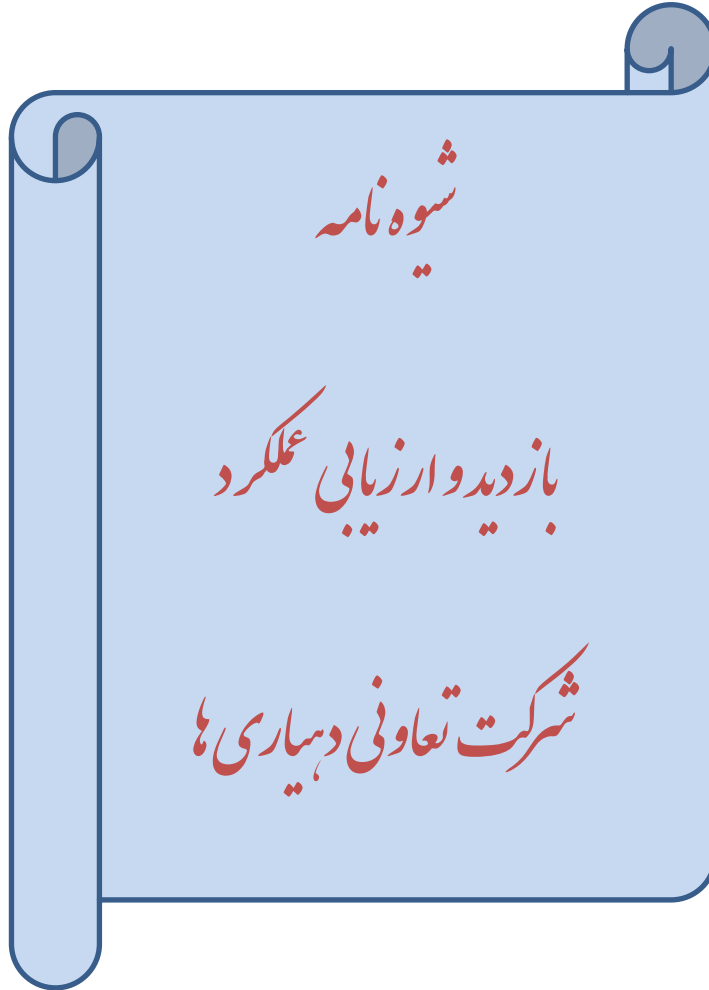 شیوه نامه
بازدید و ارزیابی عملکرد
شرکت تعاونی دهیاری ها